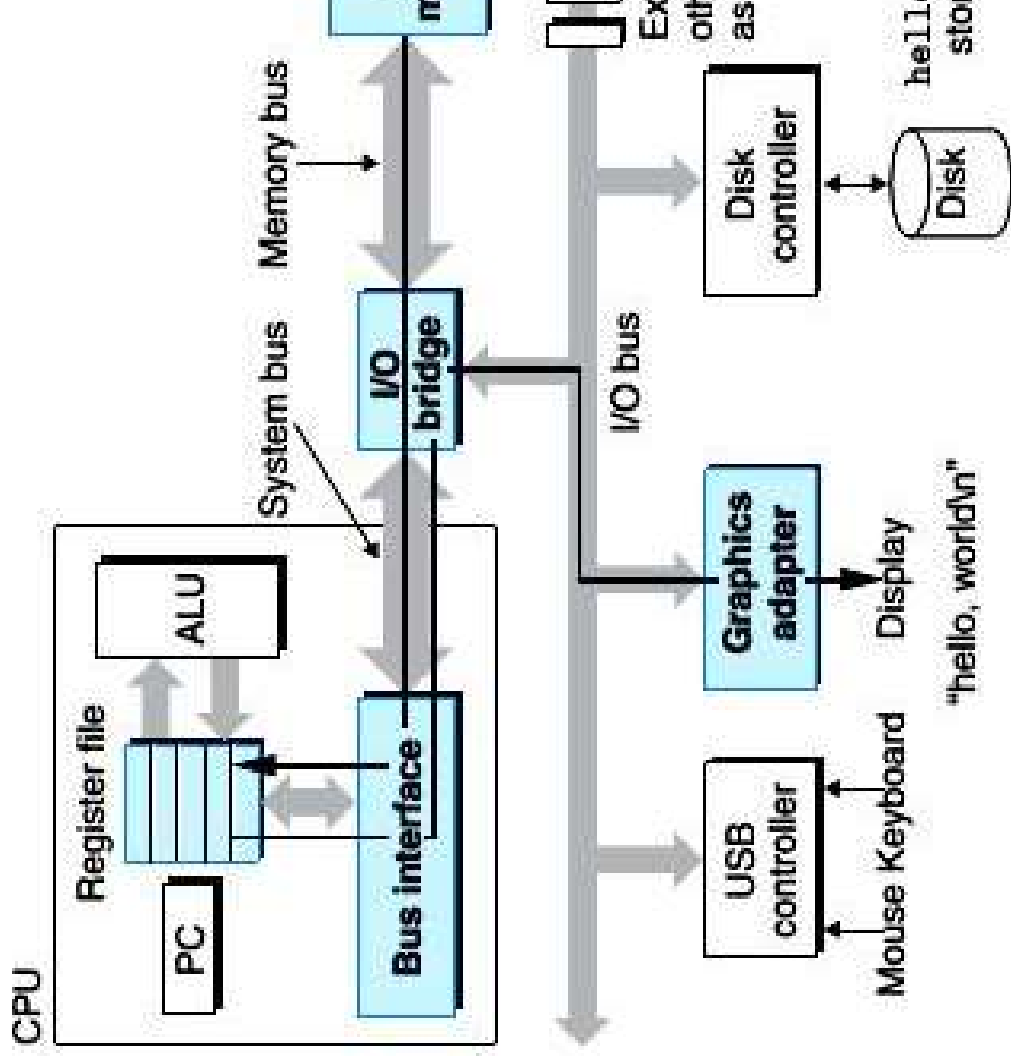 CPU
Register file
PC
ALU
System bus
Memory bus
Bus interface
I/O
bridge
I/O bus
USB
controller
Graphics
adapter
Disk
controller
Mouse Keyboard
Display
Disk
"hello, world\n"